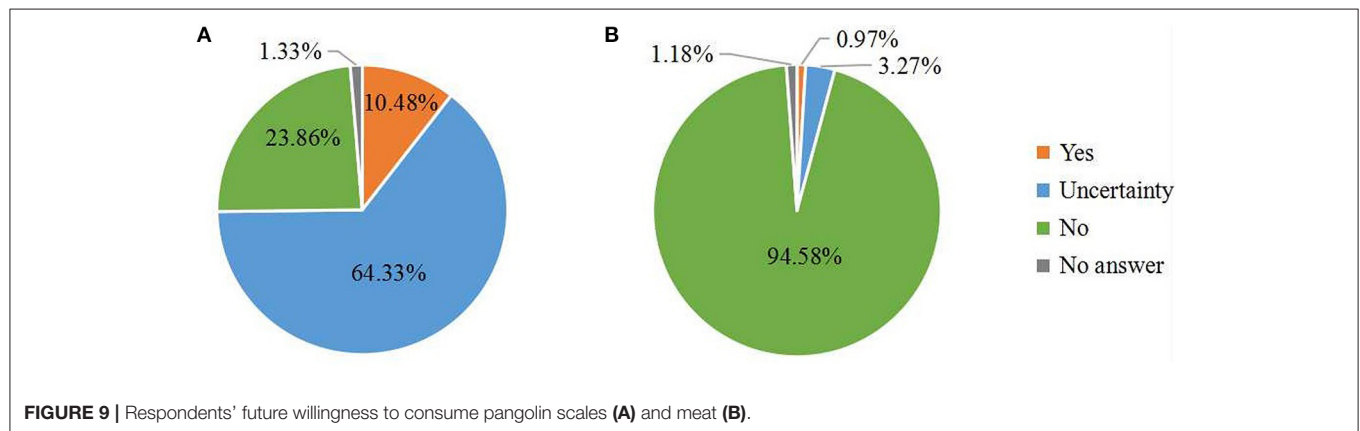 A
1.33%
10.48%
23.86%
64.33%
B
0.97%
1.18%
3.27%
94.58%
Yes
Uncertainty
No
No answer
FIGURE 9 | Respondents' future willingness to consume pangolin scales (A) and meat (B).